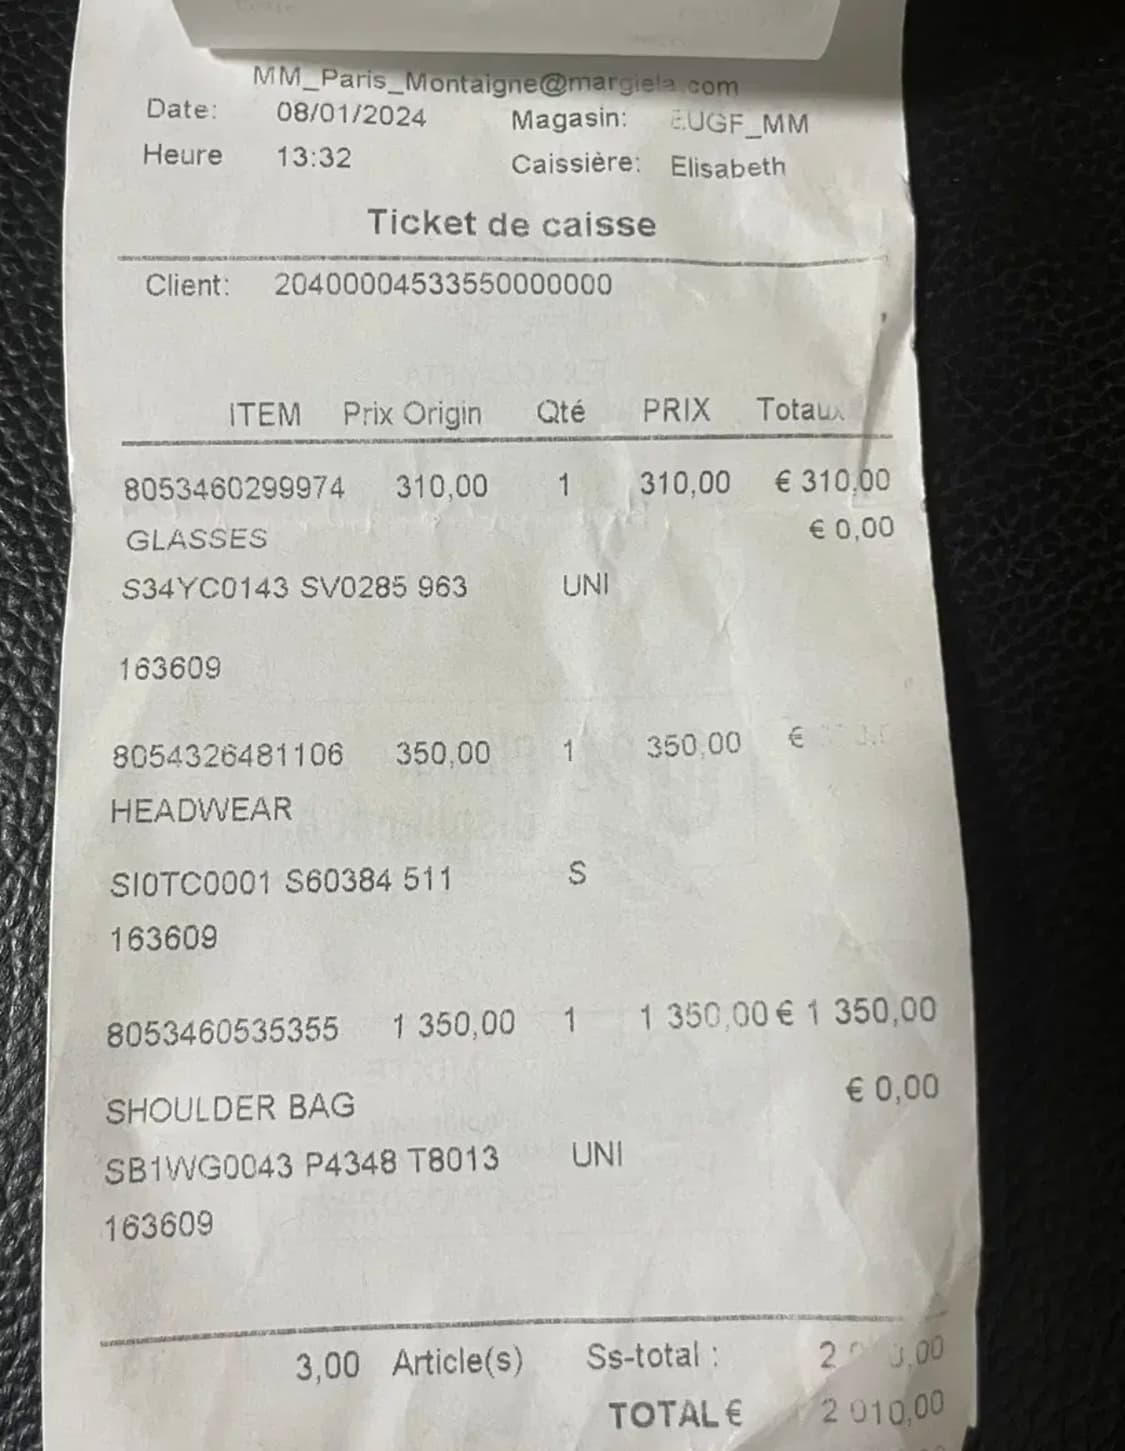 MM_Paris_Montaigne@margiela.com
Date: 08/01/2024 Magasin: EUGF_MM
Heure 13:32 Caissière: Elisabeth
Ticket de caisse
Client: 20400004533550000000
ITEM Prix Origin Qté PRIX Totaux
8053460299974 310,00 1 310,00 € 310,00
GLASSES € 0,00
S34YC0143 SV0285 963 UNI
163609
8054326481106 350,00 1 350,00 €
HEADWEAR
SI0TC0001 S60384 511 S
163609
8053460535355 1 350,00 1 1 350,00 € 1 350,00
SHOULDER BAG € 0,00
SB1WG0043 P4348 T8013 UNI
163609
3,00 Article(s) Ss-total :
TOTAL € 2 010,00